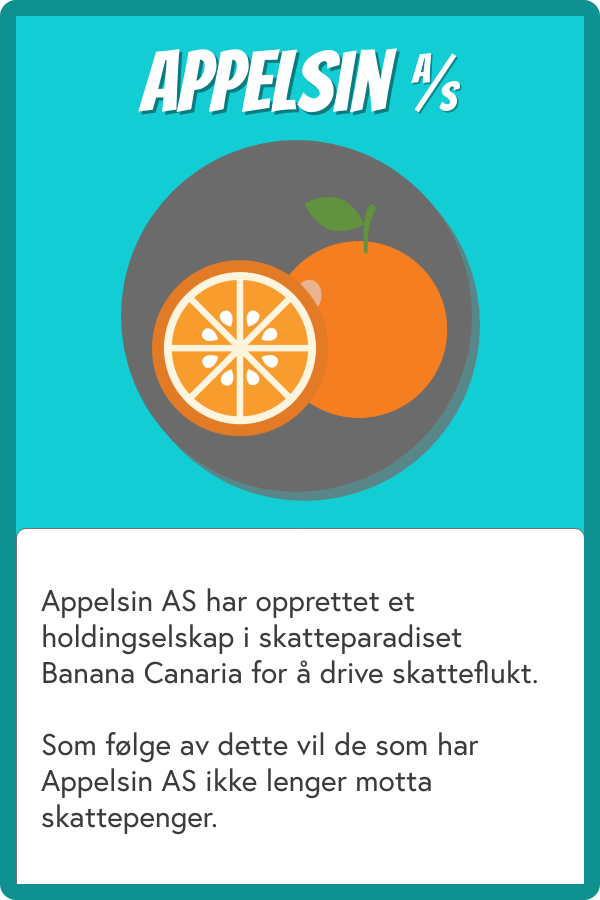 APPELSIN A/S
Appelsin AS har opprettet et
holdingselskap i skatteparadiset
Banana Canaria for å drive skatteflukt.
Som følge av dette vil de som har
Appelsin AS ikke lenger motta
skattepenger.